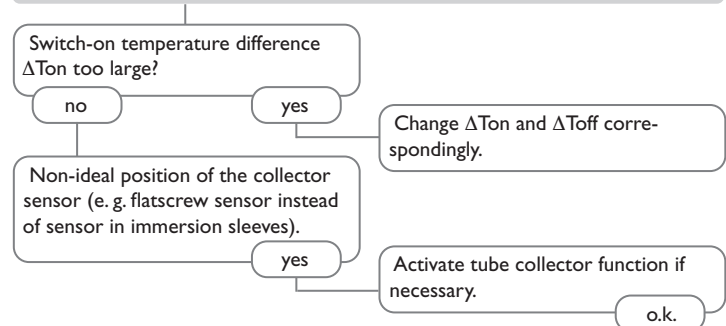 Switch-on temperature difference
ΔTon too large?
no
yes
Change ΔTon and ΔToff corre-
spondingly.
Non-ideal position of the collector
sensor (e. g. flatscrew sensor instead
of sensor in immersion sleeves).
yes
Activate tube collector function if
necessary.
o.k.